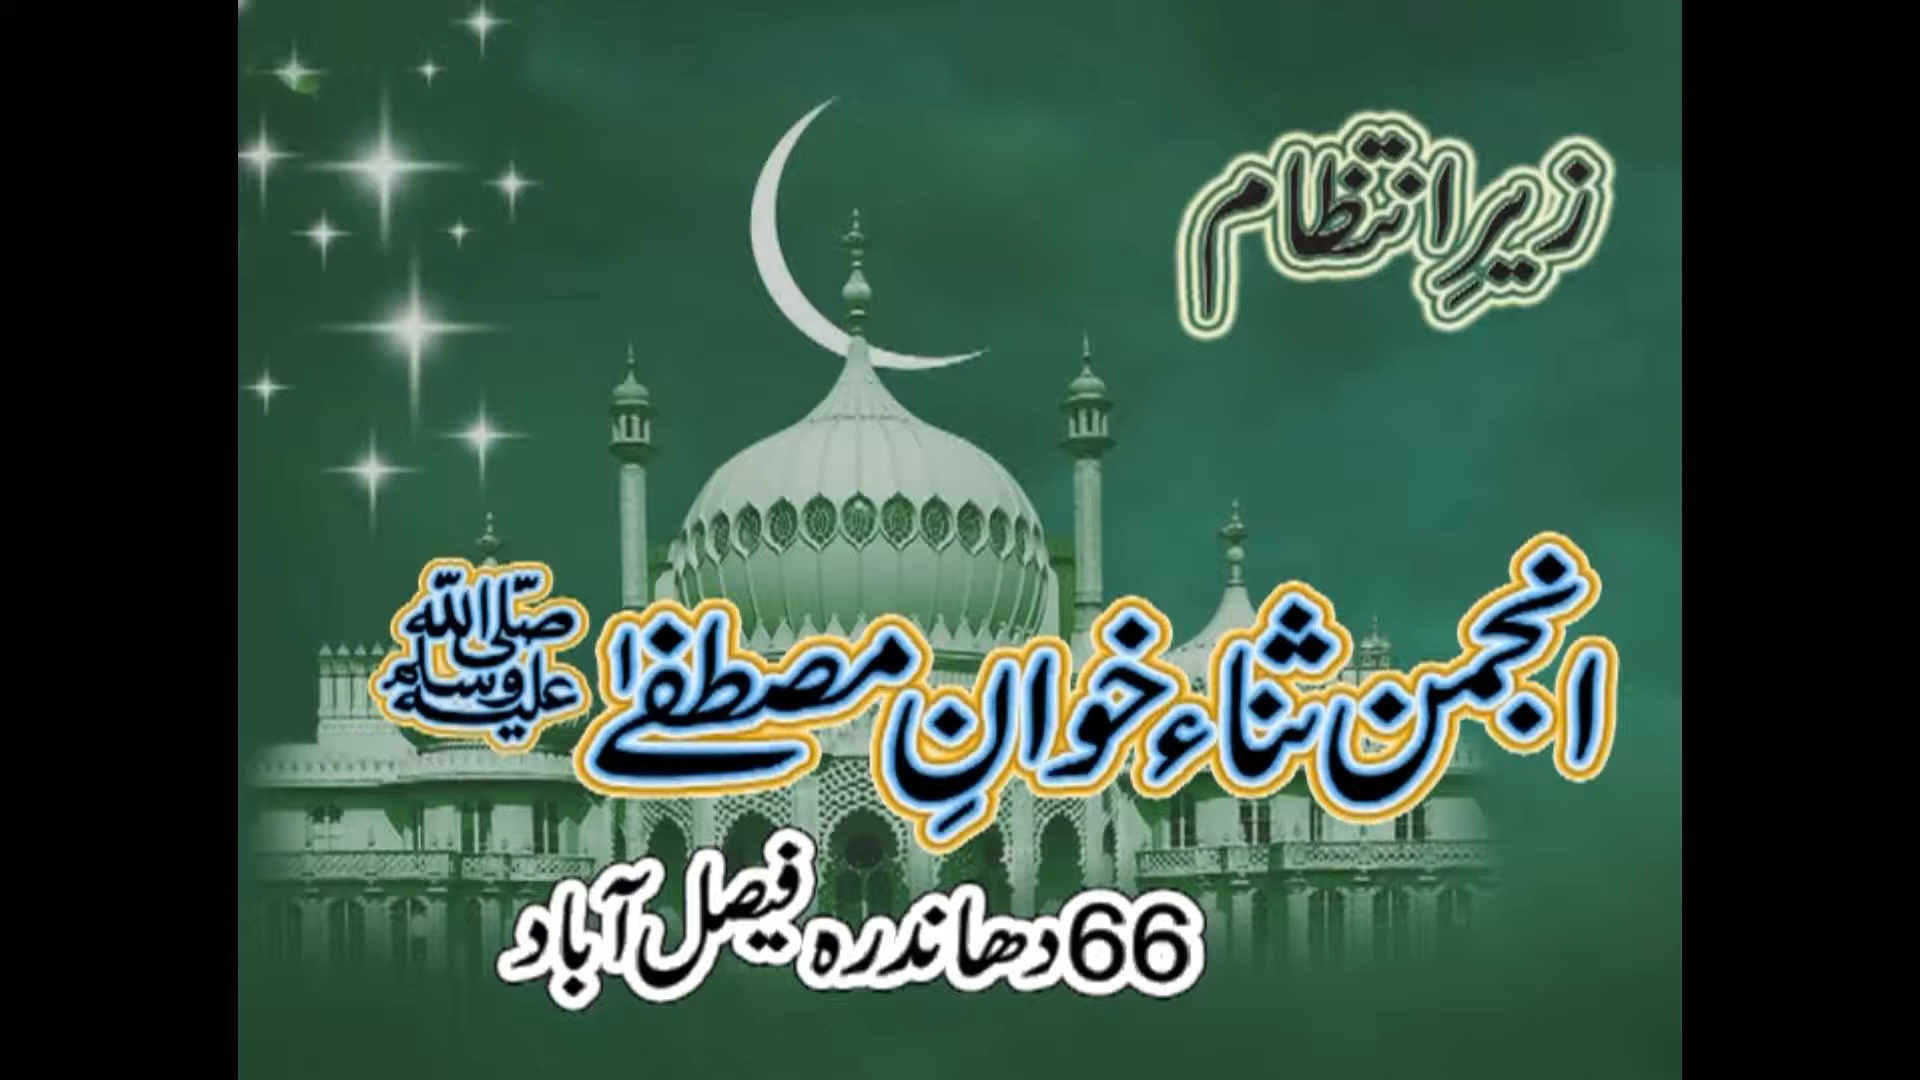 زیرِ انتظام
انجمن ثناء خوانِ مصطفےٰ صلی اللہ علیہ وسلم
66 دھاندرہ فیصل آباد